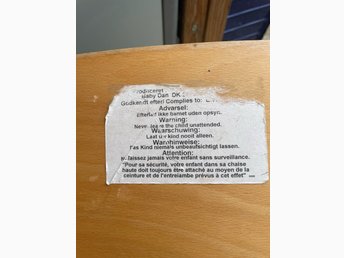 Produceret
Baby Dan DK
Godkendt efter/ Complies to:
Advarsel:
Efterlad ikke barnet uden opsyn.
Warning:
Never leave the child unattended.
Waarschuwing:
Laat uw kind nooit alleen.
Warnhinweise:
Das Kind niemals unbeaufsichtigt lassen.
Attention:
laissez jamais votre enfant sans surveillance.
"Pour sa sécurité, votre enfant dans sa chaise
haute doit toujours être attaché au moyen de la
ceinture et de l'entrejambe prévus à cet effet"